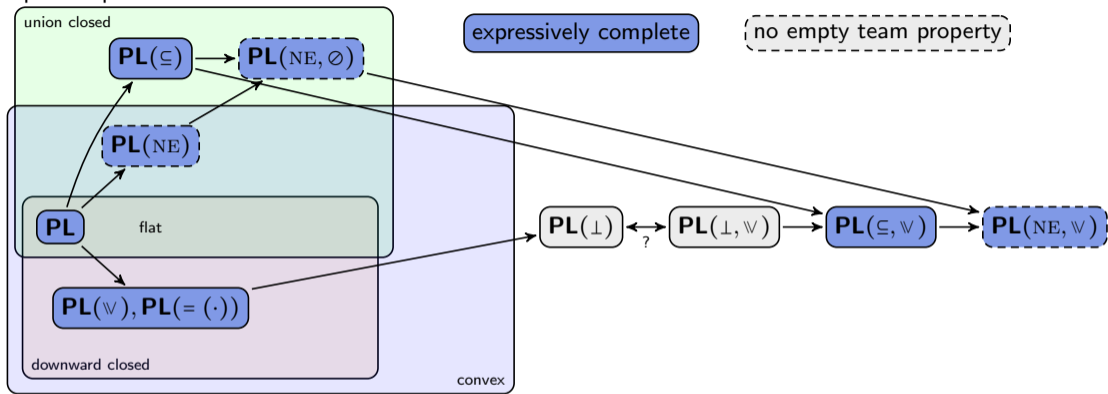 union closed
expressively complete
no empty team property
PL(⊆)
PL(NE, ⊘)
PL(NE)
PL
flat
PL(⊥)
?
PL(⊥, ⩔)
PL(⊆, ⩔)
PL(NE, ⩔)
PL(⩔), PL(= (·))
downward closed
convex